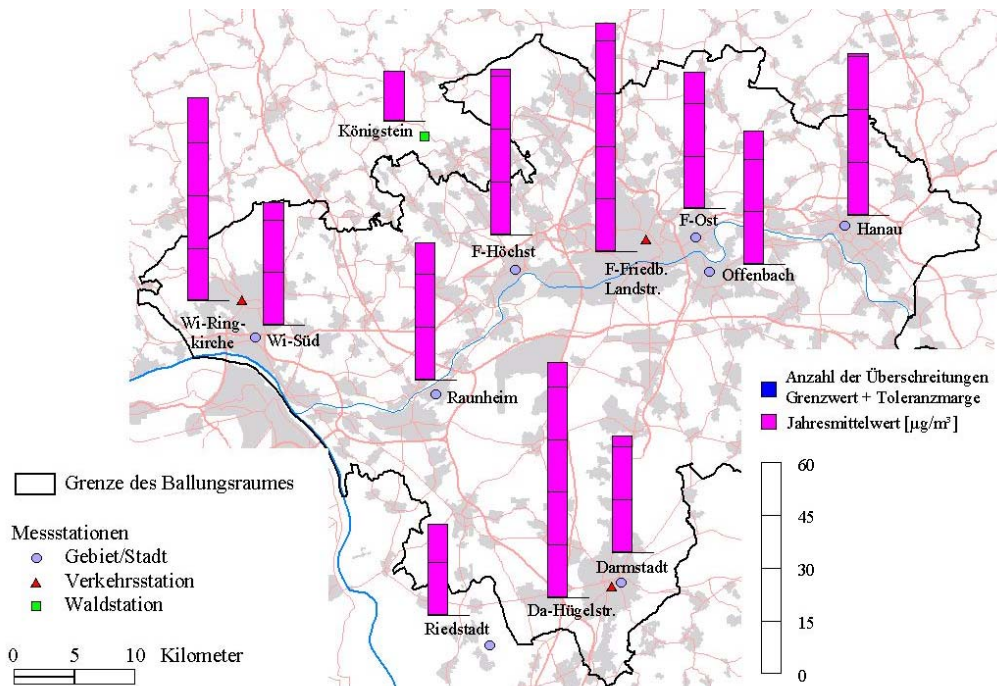 Königstein
F-Höchst
F-Friedb.
Landstr.
F-Ost
Offenbach
Hanau
Wi-Ring-
kirche
Wi-Süd
Raunheim
Riedstadt
Da-Hügelstr.
Darmstadt
Anzahl der Überschreitungen
Grenzwert + Toleranzmarge
Jahresmittelwert [µg/m³]
60
45
30
15
0
Grenze des Ballungsraumes
Messstationen
Gebiet/Stadt
Verkehrsstation
Waldstation
0 5 10 Kilometer